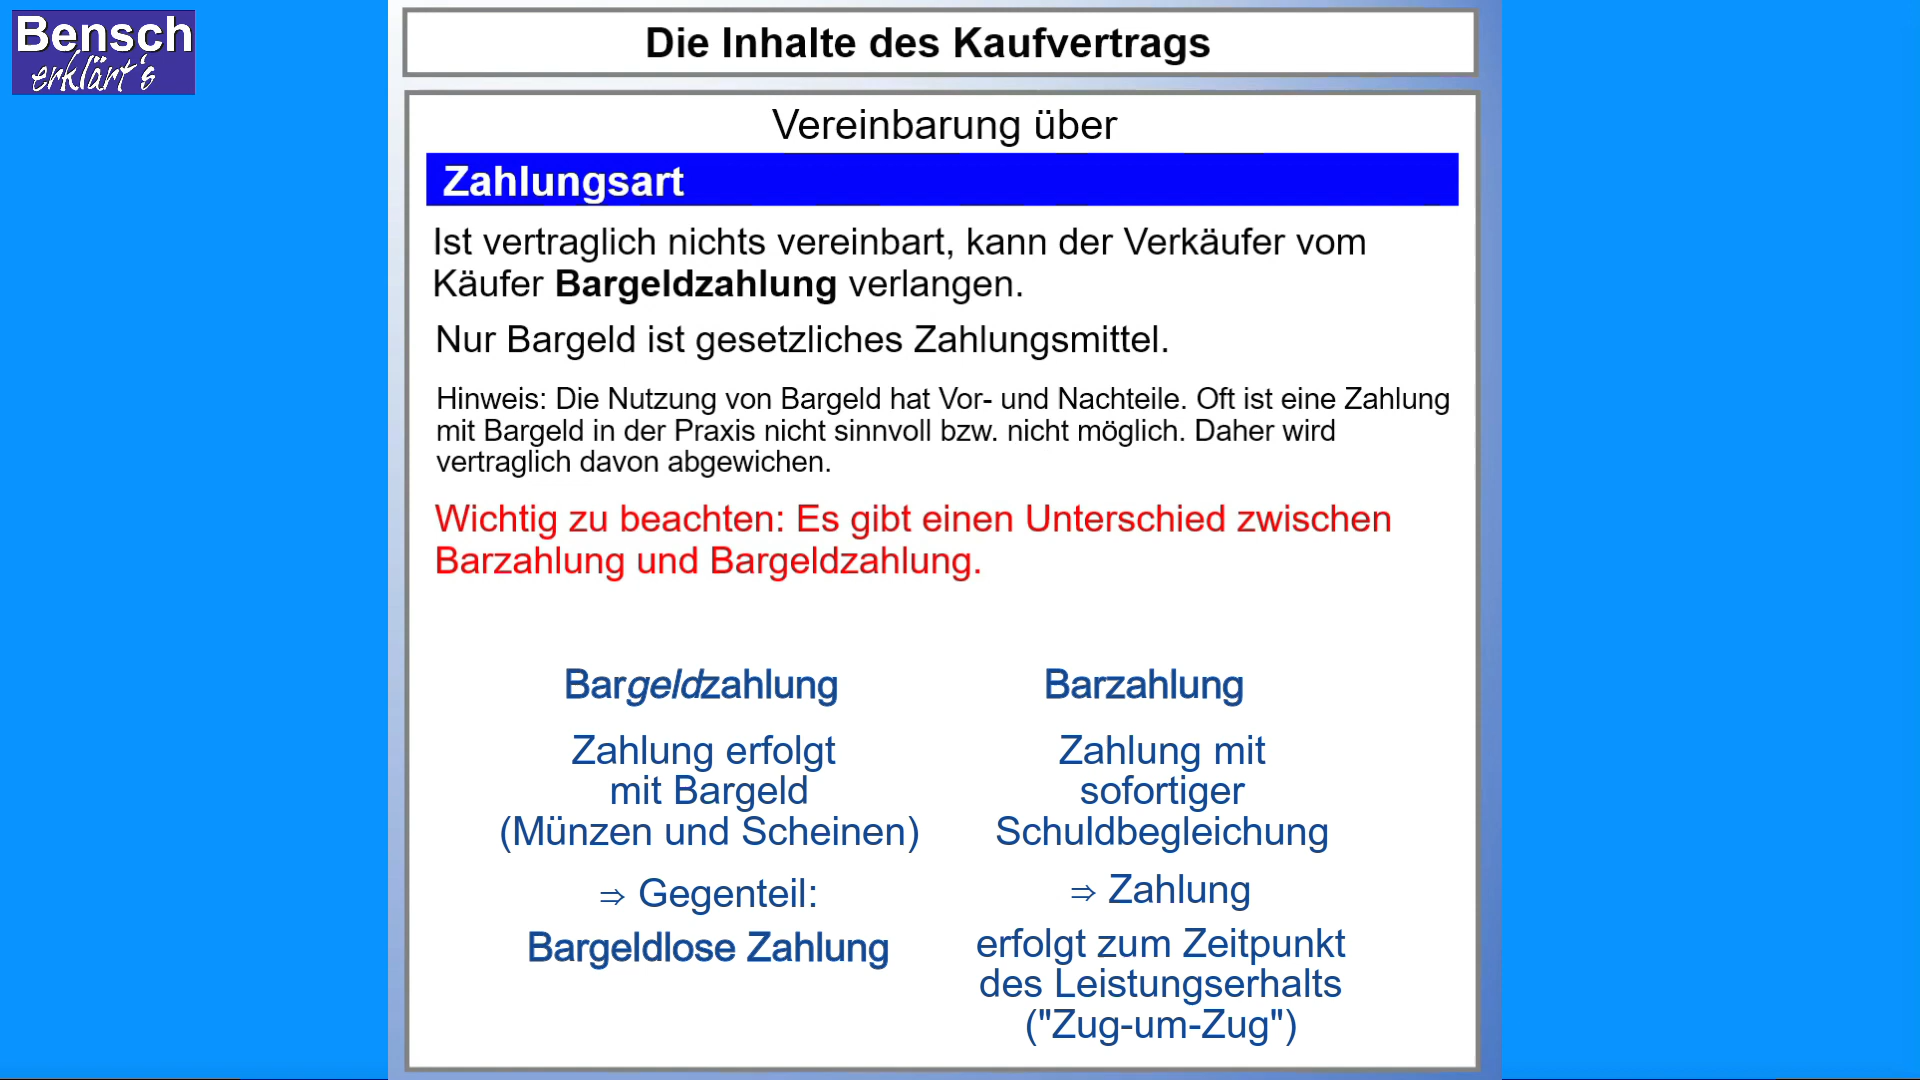 Bensch
erklärt's
Die Inhalte des Kaufvertrags
Vereinbarung über
Zahlungsart
Ist vertraglich nichts vereinbart, kann der Verkäufer vom
Käufer Bargeldzahlung verlangen.
Nur Bargeld ist gesetzliches Zahlungsmittel.
Hinweis: Die Nutzung von Bargeld hat Vor- und Nachteile. Oft ist eine Zahlung
mit Bargeld in der Praxis nicht sinnvoll bzw. nicht möglich. Daher wird
vertraglich davon abgewichen.
Wichtig zu beachten: Es gibt einen Unterschied zwischen
Barzahlung und Bargeldzahlung.
Bargeldzahlung
Zahlung erfolgt
mit Bargeld
(Münzen und Scheinen)
⇒ Gegenteil:
Bargeldlose Zahlung
Barzahlung
Zahlung mit
sofortiger
Schuldbegleichung
⇒ Zahlung
erfolgt zum Zeitpunkt
des Leistungserhalts
("Zug-um-Zug")